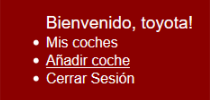 Bienvenido, toyota!
Mis coches
Añadir coche
Cerrar Sesión